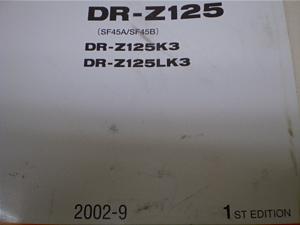 DR-Z125
(SF45A/SF45B)
DR-Z125K3
DR-Z125LK3
2002-9 1ST EDITION